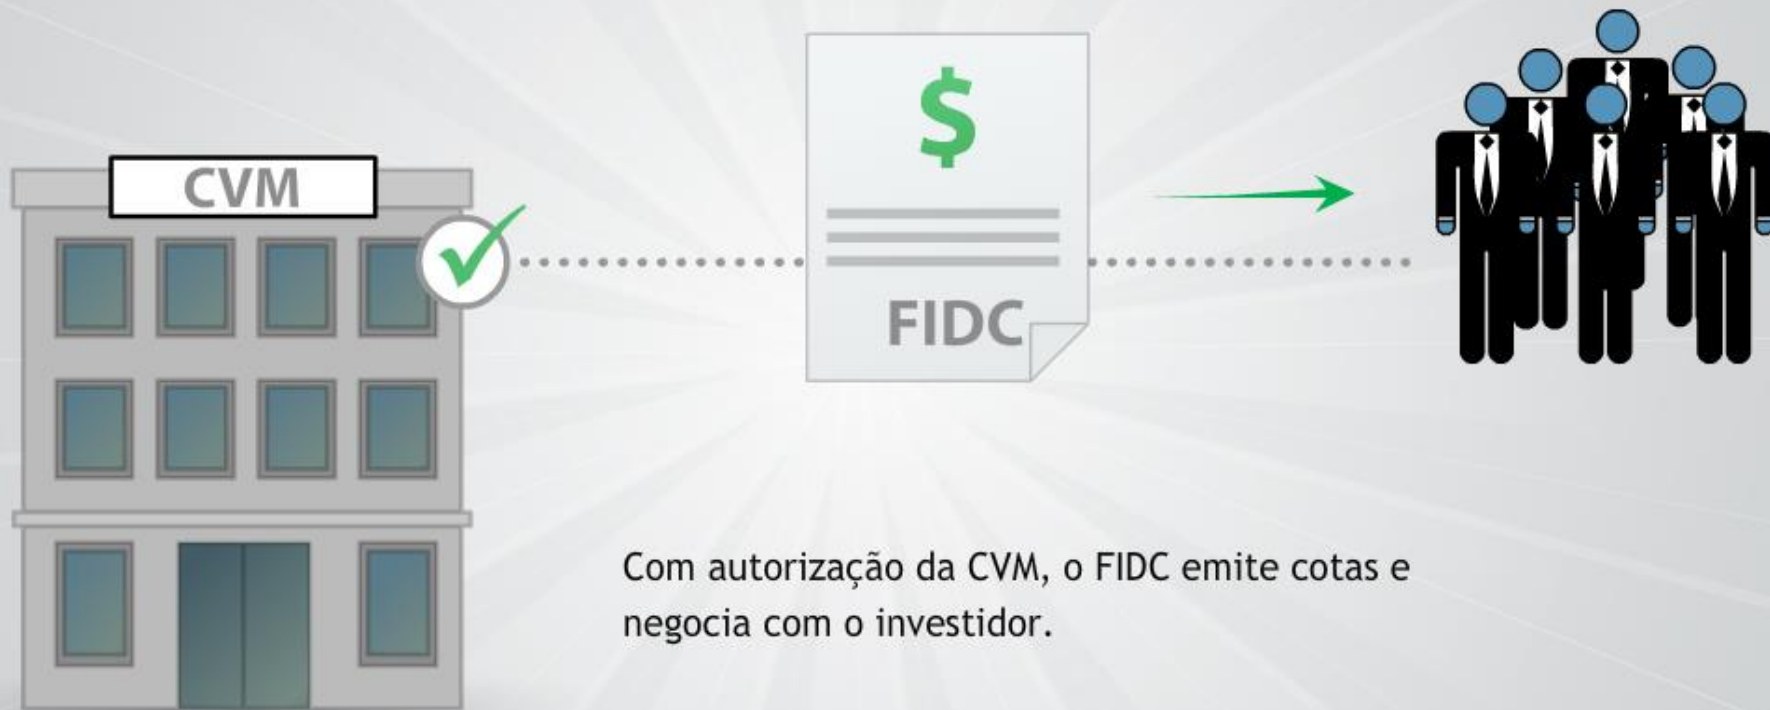 CVM
$
FIDC
Com autorização da CVM, o FIDC emite cotas e
negocia com o investidor.